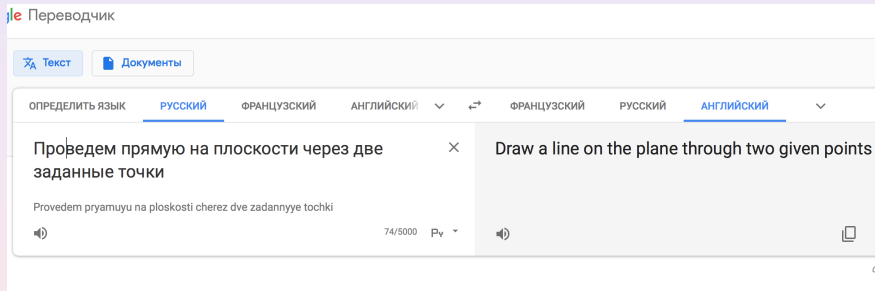 gle Переводчик
Текст Документы
ОПРЕДЕЛИТЬ ЯЗЫК РУССКИЙ ФРАНЦУЗСКИЙ АНГЛИЙСКИЙ ФРАНЦУЗСКИЙ РУССКИЙ АНГЛИЙСКИЙ
Проведем прямую на плоскости через две
заданные точки
Draw a line on the plane through two given points
Provedem pryamuyu na ploskosti cherez dve zadannyye tochki
74/5000